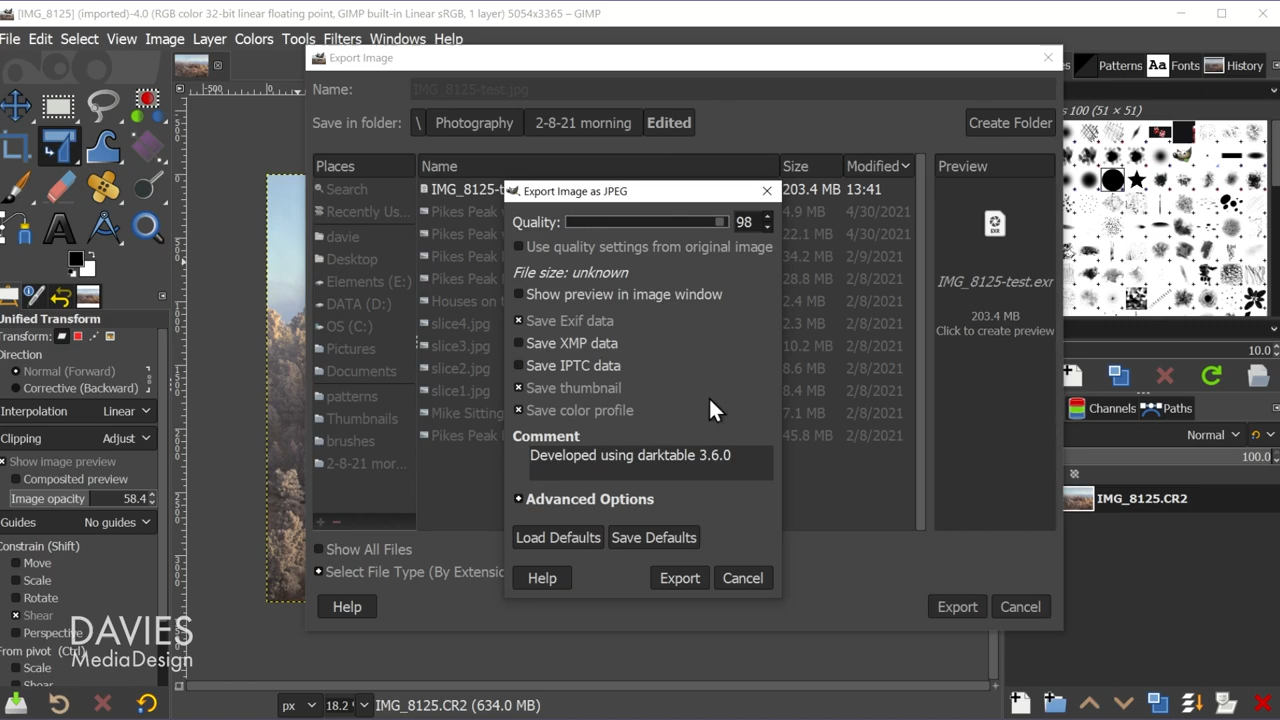 [IMG_8125] (imported)-4.0 (RGB color 32-bit linear floating point, GIMP built-in Linear sRGB, 1 layer) 5054x3365 – GIMP
File Edit Select View Image Layer Colors Tools Filters Windows Help
Export Image
Name: IMG_8125-test.jpg
Save in folder: \ Photography 2-8-21 morning Edited Create Folder
Places Name Size Modified Preview
Search IMG_8125-t 203.4 MB 13:41
Recently Us... Pikes Peak 4.9 MB 4/30/2021
davie Pikes Peak 22.1 MB 4/30/2021
Desktop Pikes Peak 34.2 MB 2/9/2021
Elements (E:) Pikes Peak 28.8 MB 2/8/2021
DATA (D:) Houses on t 2.4 MB 2/8/2021
OS (C:) slice4.jpg 2.3 MB 2/8/2021
Pictures slice3.jpg 10.2 MB 2/8/2021
Documents slice2.jpg 8.6 MB 2/8/2021
patterns slice1.jpg 8.4 MB 2/8/2021
Thumbnails Mike Sitting 7.1 MB 2/8/2021
brushes Pikes Peak 45.8 MB 2/8/2021
2-8-21 mor...
EXR
IMG_8125-test.exr
203.4 MB
Click to create preview
Show All Files
Select File Type (By Extensio
Help Export Cancel
Export Image as JPEG
Quality: 98
Use quality settings from original image
File size: unknown
Show preview in image window
Save Exif data
Save XMP data
Save IPTC data
Save thumbnail
Save color profile
Comment
Developed using darktable 3.6.0
Advanced Options
Load Defaults Save Defaults
Help Export Cancel
-500 0
Unified Transform
Transform:
Direction
Normal (Forward)
Corrective (Backward)
Interpolation Linear
Clipping Adjust
Show image preview
Composited preview
Image opacity 58.4
Guides No guides
Constrain (Shift)
Move
Scale
Rotate
Shear
Perspective
From pivot (Ctrl)
Scale
Shear
DAVIES
MediaDesign
Patterns Aa Fonts History
100 (51 × 51)
10.0
Channels Paths
Normal
100.0
IMG_8125.CR2
px 18.2 IMG_8125.CR2 (634.0 MB)